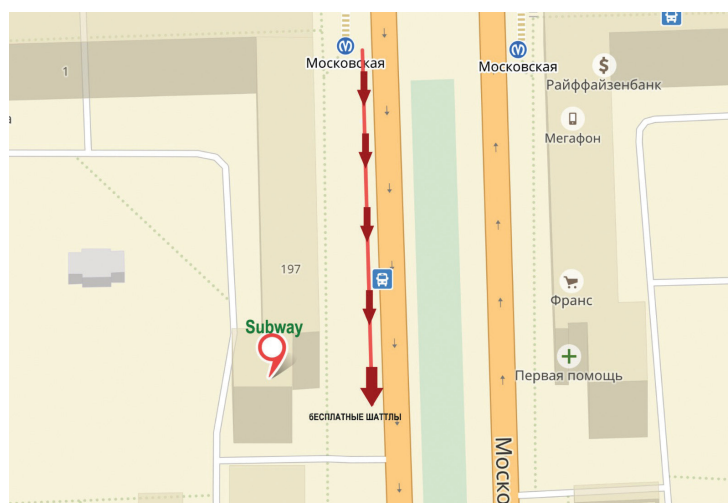 1
Московская
Московская
Райффайзенбанк
а
Мегафон
197
Франс
Subway
Первая помощь
бЕСПЛАТНЫЕ ШАТТЛЫ
Моско